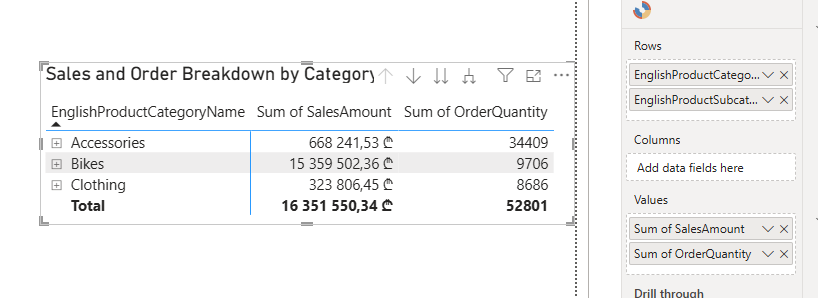 Sales and Order Breakdown by Category
EnglishProductCategoryName Sum of SalesAmount Sum of OrderQuantity
Accessories 668 241,53 ₾ 34409
Bikes 15 359 502,36 ₾ 9706
Clothing 323 806,45 ₾ 8686
Total 16 351 550,34 ₾ 52801
Rows
EnglishProductCatego...
EnglishProductSubcat...
Columns
Add data fields here
Values
Sum of SalesAmount
Sum of OrderQuantity
Drill through